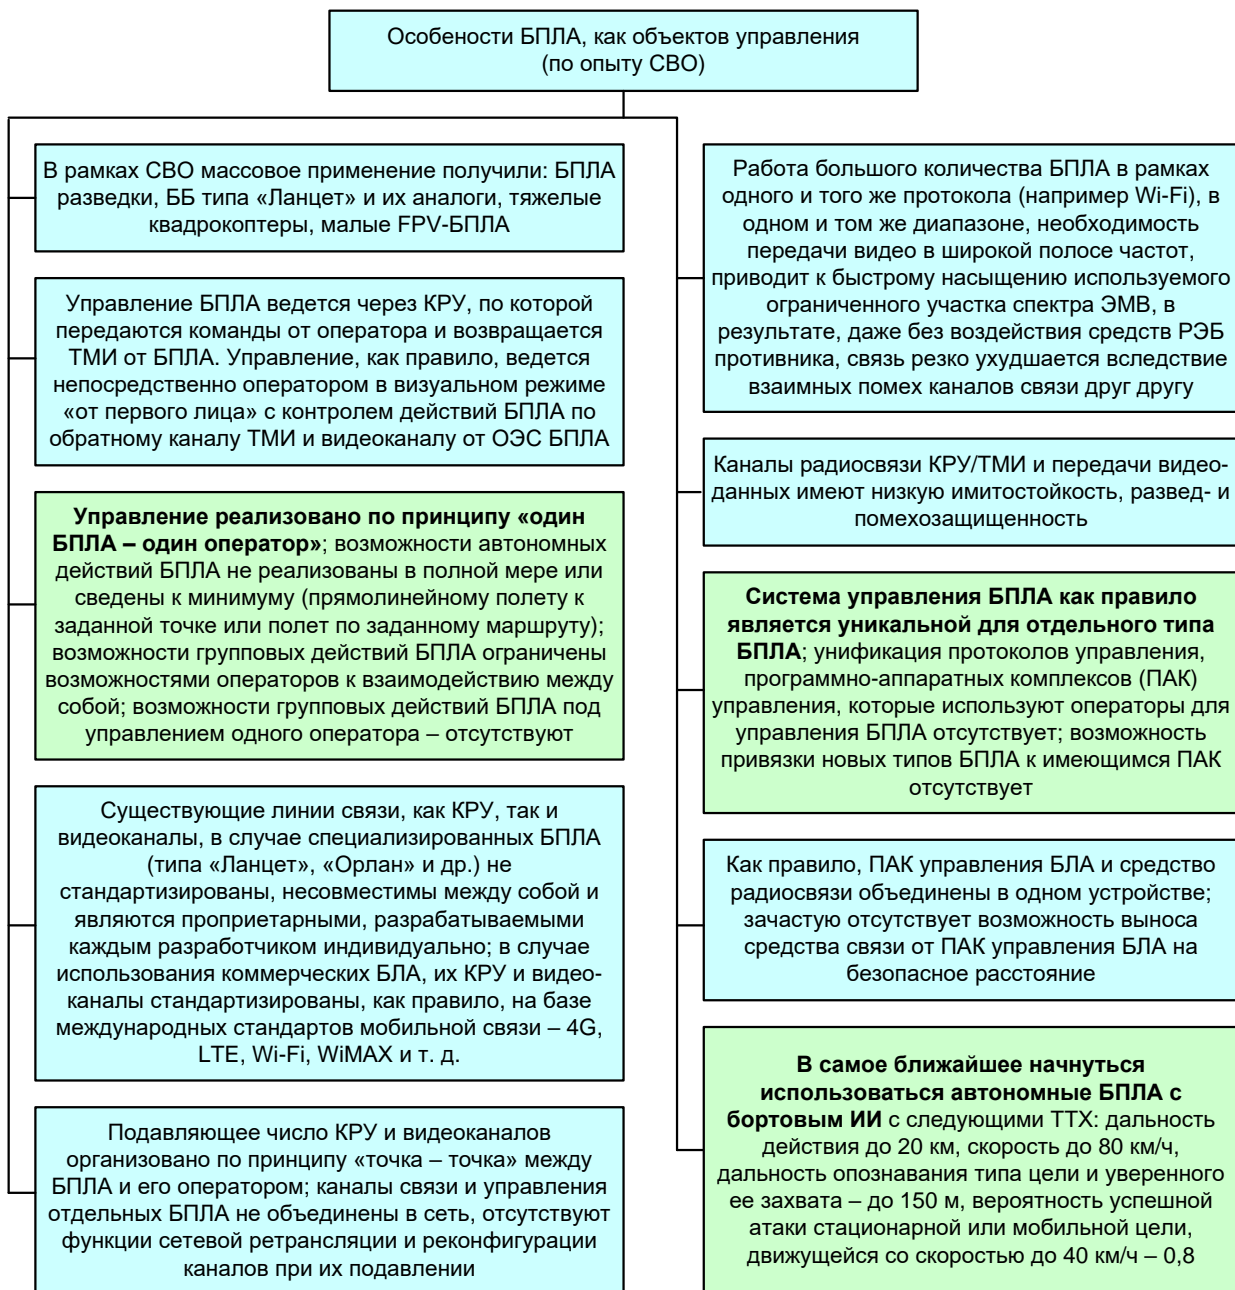 Особености БПЛА, как объектов управления
(по опыту СВО)
В рамках СВО массовое применение получили: БПЛА
разведки, ББ типа «Ланцет» и их аналоги, тяжелые
квадрокоптеры, малые FPV-БПЛА
Управление БПЛА ведется через КРУ, по которой
передаются команды от оператора и возвращается
ТМИ от БПЛА. Управление, как правило, ведется
непосредственно оператором в визуальном режиме
«от первого лица» с контролем действий БПЛА по
обратному каналу ТМИ и видеоканалу от ОЭС БПЛА
Управление реализовано по принципу «один
БПЛА – один оператор»; возможности автономных
действий БПЛА не реализованы в полной мере или
сведены к минимуму (прямолинейному полету к
заданной точке или полет по заданному маршруту);
возможности групповых действий БПЛА ограничены
возможностями операторов к взаимодействию между
собой; возможности групповых действий БПЛА под
управлением одного оператора – отсутствуют
Существующие линии связи, как КРУ, так и
видеоканалы, в случае специализированных БПЛА
(типа «Ланцет», «Орлан» и др.) не
стандартизированы, несовместимы между собой и
являются проприетарными, разрабатываемыми
каждым разработчиком индивидуально; в случае
использования коммерческих БЛА, их КРУ и видео-
каналы стандартизированы, как правило, на базе
международных стандартов мобильной связи – 4G,
LTE, Wi-Fi, WiMAX и т. д.
Подавляющее число КРУ и видеоканалов
организовано по принципу «точка – точка» между
БПЛА и его оператором; каналы связи и управления
отдельных БПЛА не объединены в сеть, отсутствуют
функции сетевой ретрансляции и реконфигурации
каналов при их подавлении
Работа большого количества БПЛА в рамках
одного и того же протокола (например Wi-Fi), в
одном и том же диапазоне, необходимость
передачи видео в широкой полосе частот,
приводит к быстрому насыщению используемого
ограниченного участка спектра ЭМВ, в
результате, даже без воздействия средств РЭБ
противника, связь резко ухудшается вследствие
взаимных помех каналов связи друг другу
Каналы радиосвязи КРУ/ТМИ и передачи видео-
данных имеют низкую имитостойкость, развед- и
помехозащищенность
Система управления БПЛА как правило
является уникальной для отдельного типа
БПЛА; унификация протоколов управления,
программно-аппаратных комплексов (ПАК)
управления, которые используют операторы для
управления БПЛА отсутствует; возможность
привязки новых типов БПЛА к имеющимся ПАК
отсутствует
Как правило, ПАК управления БЛА и средство
радиосвязи объединены в одном устройстве;
зачастую отсутствует возможность выноса
средства связи от ПАК управления БЛА на
безопасное расстояние
В самое ближайшее начнуться
использоваться автономные БПЛА с
бортовым ИИ с следующими ТТХ: дальность
действия до 20 км, скорость до 80 км/ч,
дальность опознавания типа цели и уверенного
ее захвата – до 150 м, вероятность успешной
атаки стационарной или мобильной цели,
движущейся со скоростью до 40 км/ч – 0,8